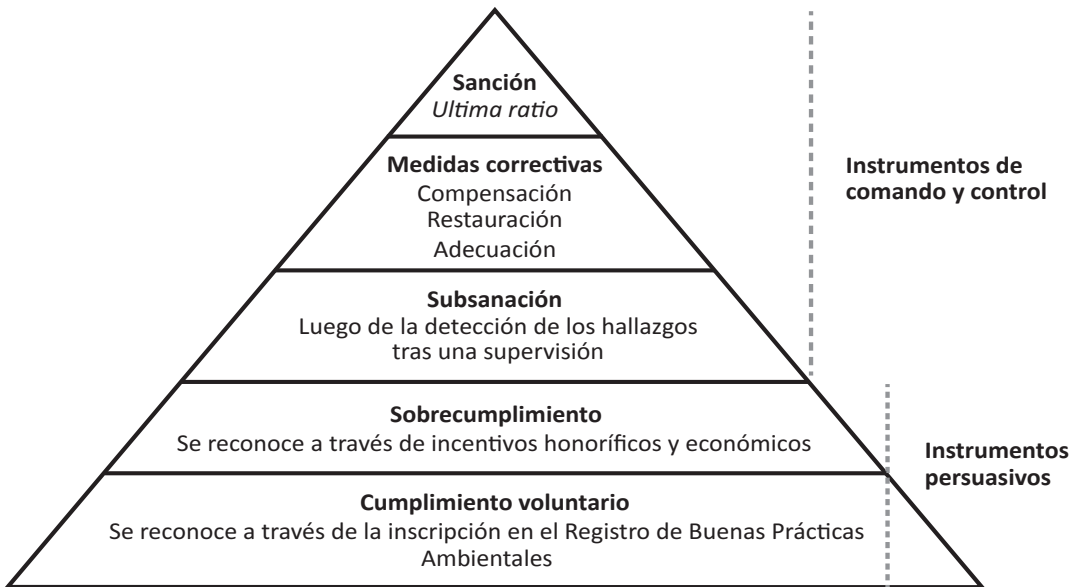 Sanción
Ultima ratio
Medidas correctivas
Compensación
Restauración
Adecuación
Instrumentos de
comando y control
Subsanación
Luego de la detección de los hallazgos
tras una supervisión
Sobrecumplimiento
Se reconoce a través de incentivos honoríficos y económicos
Instrumentos
persuasivos
Cumplimiento voluntario
Se reconoce a través de la inscripción en el Registro de Buenas Prácticas
Ambientales